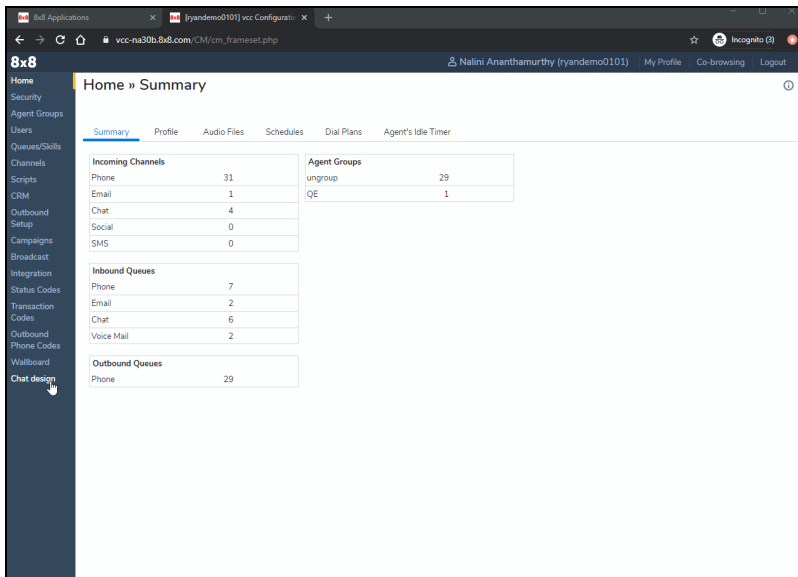 8x8 8x8 Applications
8x8 [ryandemo0101] vcc Configuratic
vcc-na30b.8x8.com/CM/cm_frameset.php
Incognito (3)
8x8
Nalini Ananthamurthy (ryandemo0101)
My Profile
Co-browsing
Logout
Home
Security
Agent Groups
Users
Queues/Skills
Channels
Scripts
CRM
Outbound
Setup
Campaigns
Broadcast
Integration
Status Codes
Transaction
Codes
Outbound
Phone Codes
Wallboard
Chat design
Home » Summary
Summary Profile Audio Files Schedules Dial Plans Agent's Idle Timer
Incoming Channels
Phone 31
Email 1
Chat 4
Social 0
SMS 0
Agent Groups
ungroup 29
QE 1
Inbound Queues
Phone 7
Email 2
Chat 6
Voice Mail 2
Outbound Queues
Phone 29